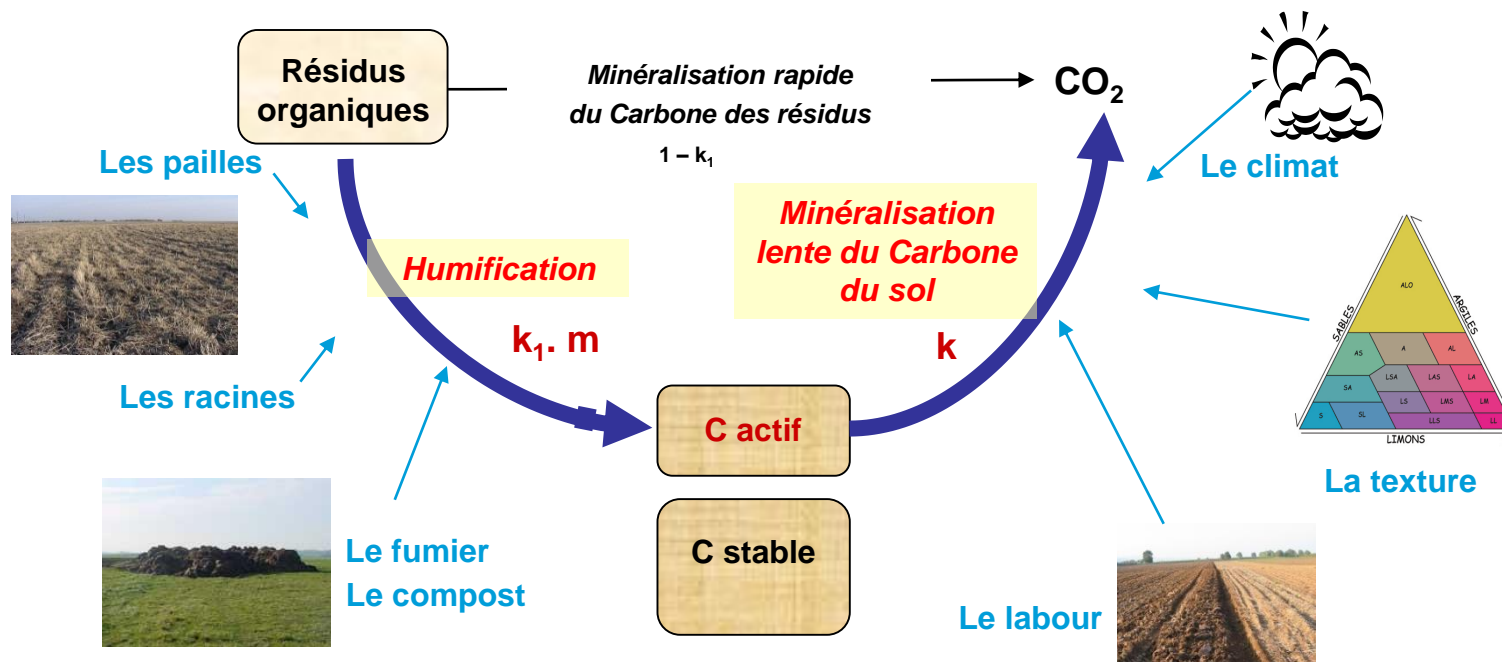 Résidus
organiques
Minéralisation rapide
du Carbone des résidus
1 – k₁
CO₂
Le climat
Les pailles
Humification
k₁. m
Minéralisation
lente du Carbone
du sol
k
Les racines
C actif
C stable
Le fumier
Le compost
Le labour
SABLES
ARGILES
LIMONS
ALO
AS
A
AL
SA
LSA
LAS
LA
LS
LMS
LM
S
SL
LLS
LL
La texture